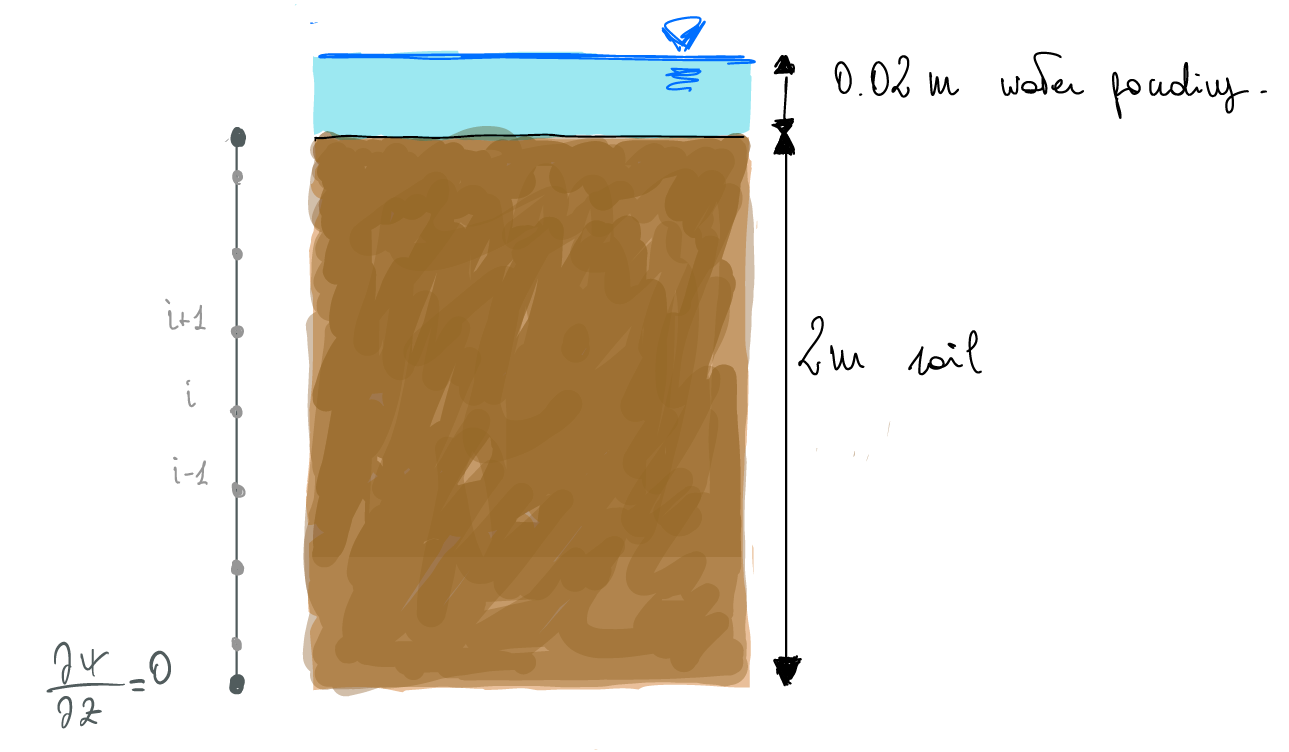 0.02 m water ponding.
i+1
2m soil
i
i-1
∂ψ/∂z = 0